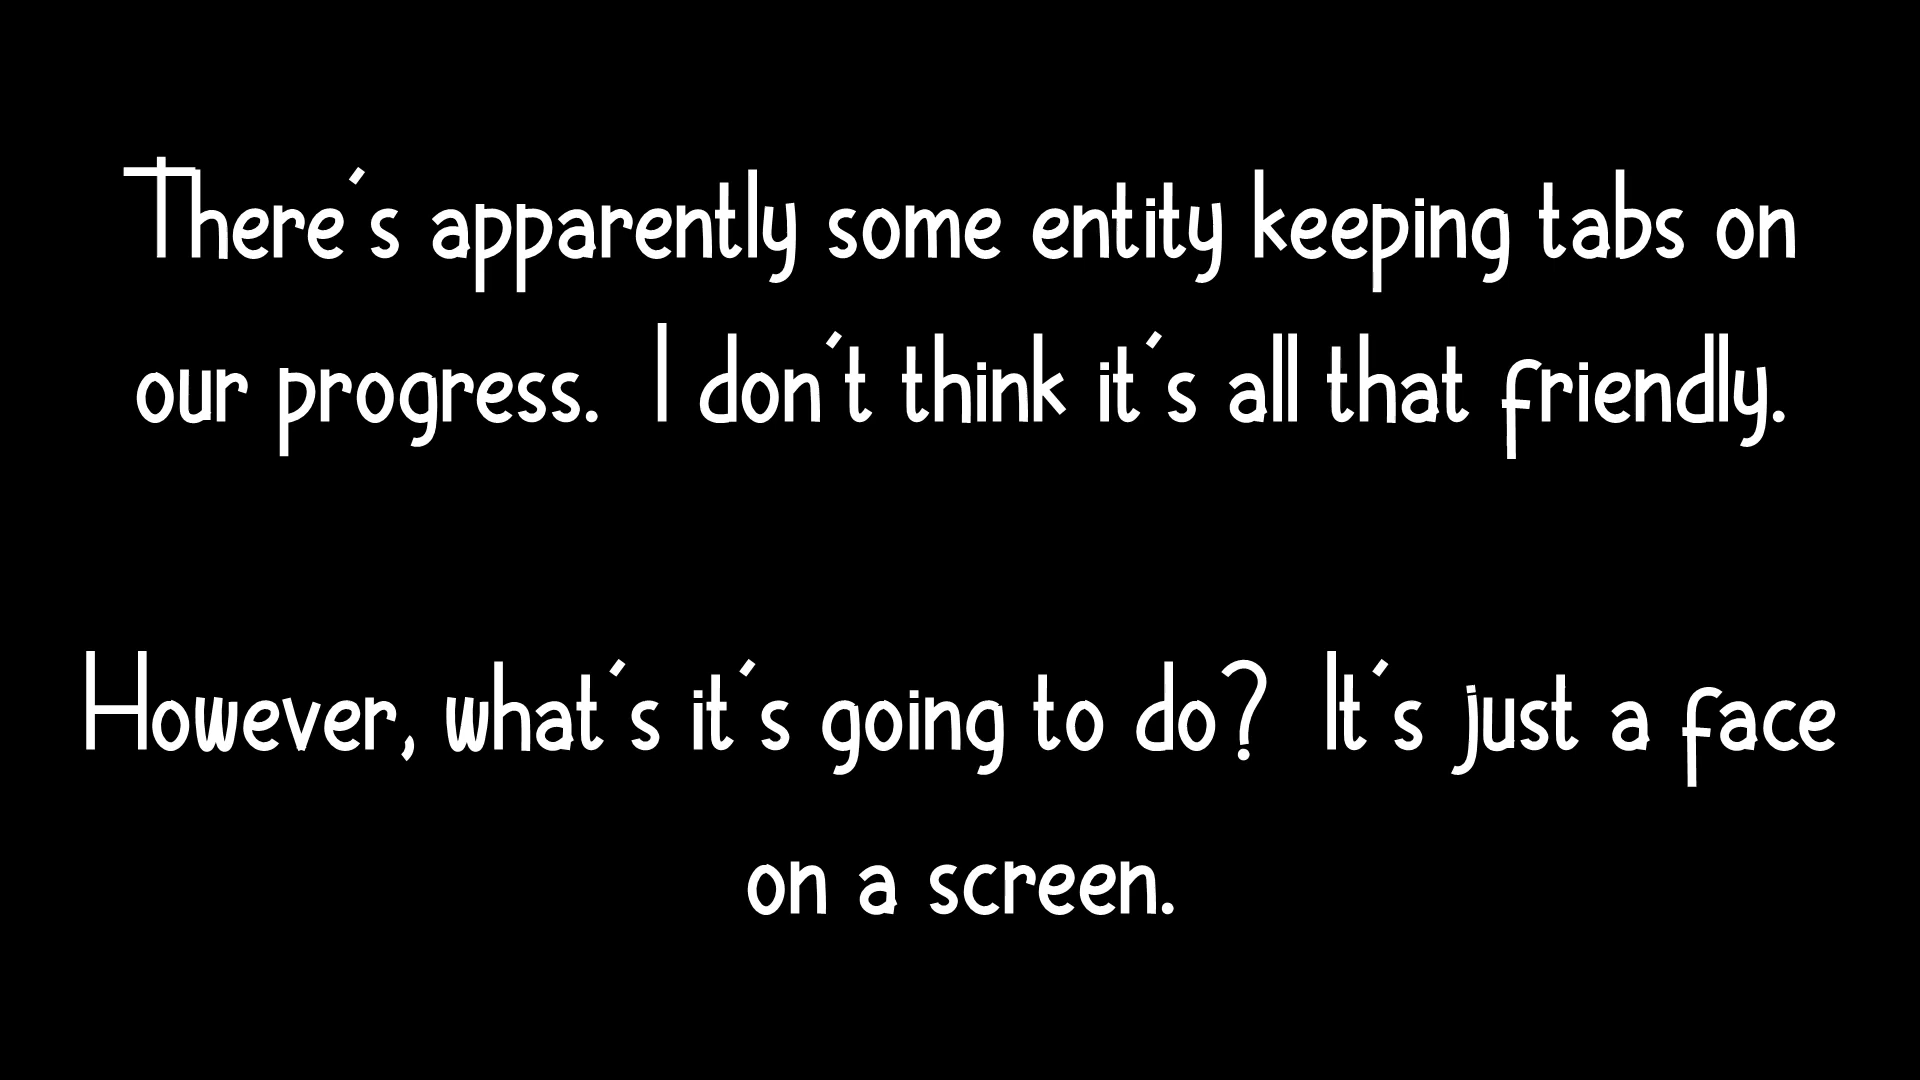 There's apparently some entity keeping tabs on
our progress.  I don't think it's all that friendly.
However, what's it's going to do?  It's just a face
on a screen.